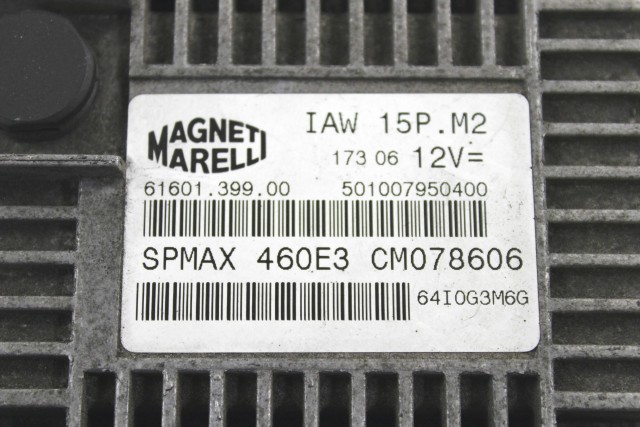 MAGNETI
MARELLI
IAW 15P.M2
173 06 12V=
61601.399.00 501007950400
SPMAX 460E3 CM078606
64I0G3M6G